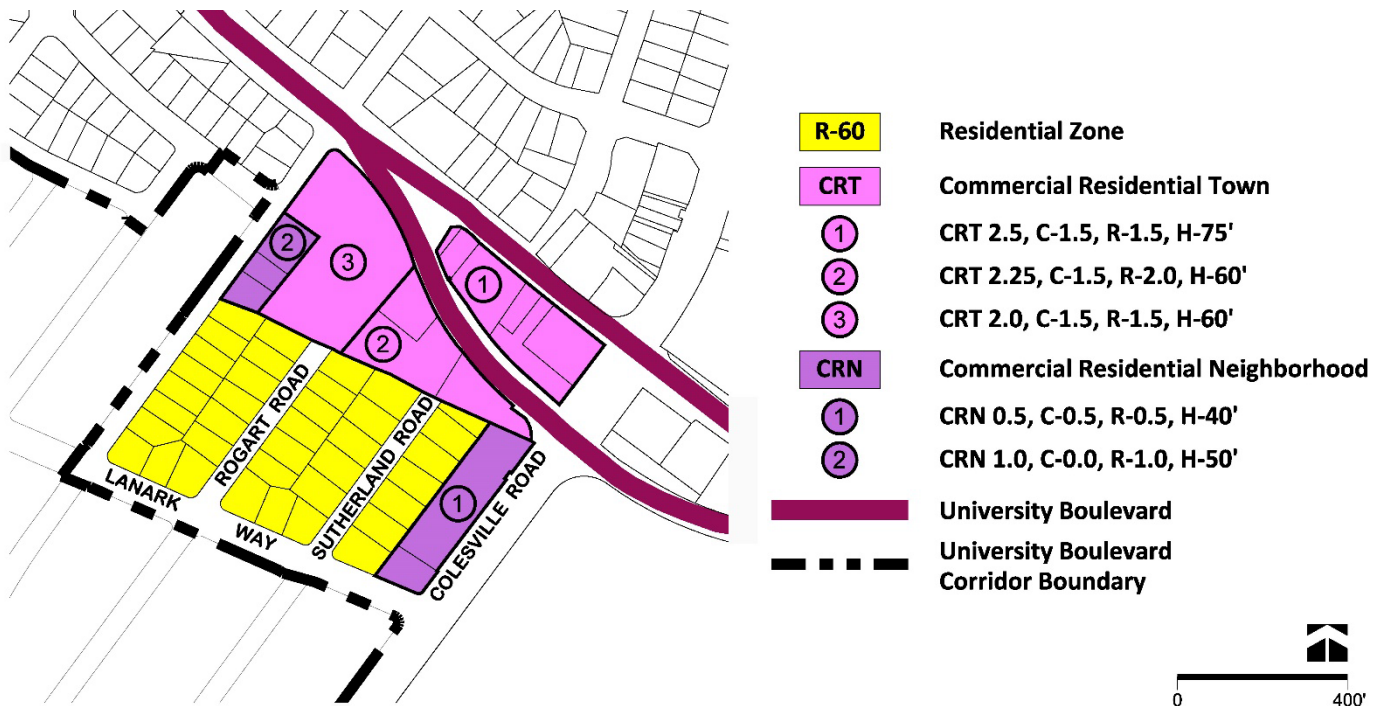 2
3
1
2
1
ROGART ROAD
SUTHERLAND ROAD
COLESVILLE ROAD
LANARK
WAY
R-60 Residential Zone
CRT Commercial Residential Town
1 CRT 2.5, C-1.5, R-1.5, H-75'
2 CRT 2.25, C-1.5, R-2.0, H-60'
3 CRT 2.0, C-1.5, R-1.5, H-60'
CRN Commercial Residential Neighborhood
1 CRN 0.5, C-0.5, R-0.5, H-40'
2 CRN 1.0, C-0.0, R-1.0, H-50'
University Boulevard
University Boulevard
Corridor Boundary
0 400'